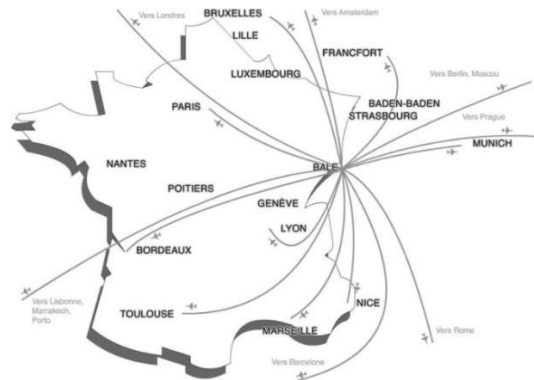 Vers Londres
BRUXELLES
Vers Amsterdam
LILLE
FRANCFORT
LUXEMBOURG
Vers Berlin, Moscou
PARIS
BADEN-BADEN
STRASBOURG
Vers Prague
MUNICH
NANTES
BALE
POITIERS
GENÈVE
LYON
BORDEAUX
Vers Lisbonne,
Marrakech,
Porto
TOULOUSE
NICE
MARSEILLE
Vers Rome
Vers Barcelone